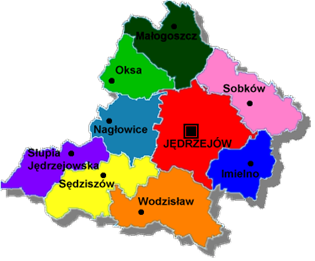 Małogoszcz
Oksa
Sobków
Nagłowice
JĘDRZEJÓW
Słupia
Jędrzejowska
Imielno
Sędziszów
Wodzisław